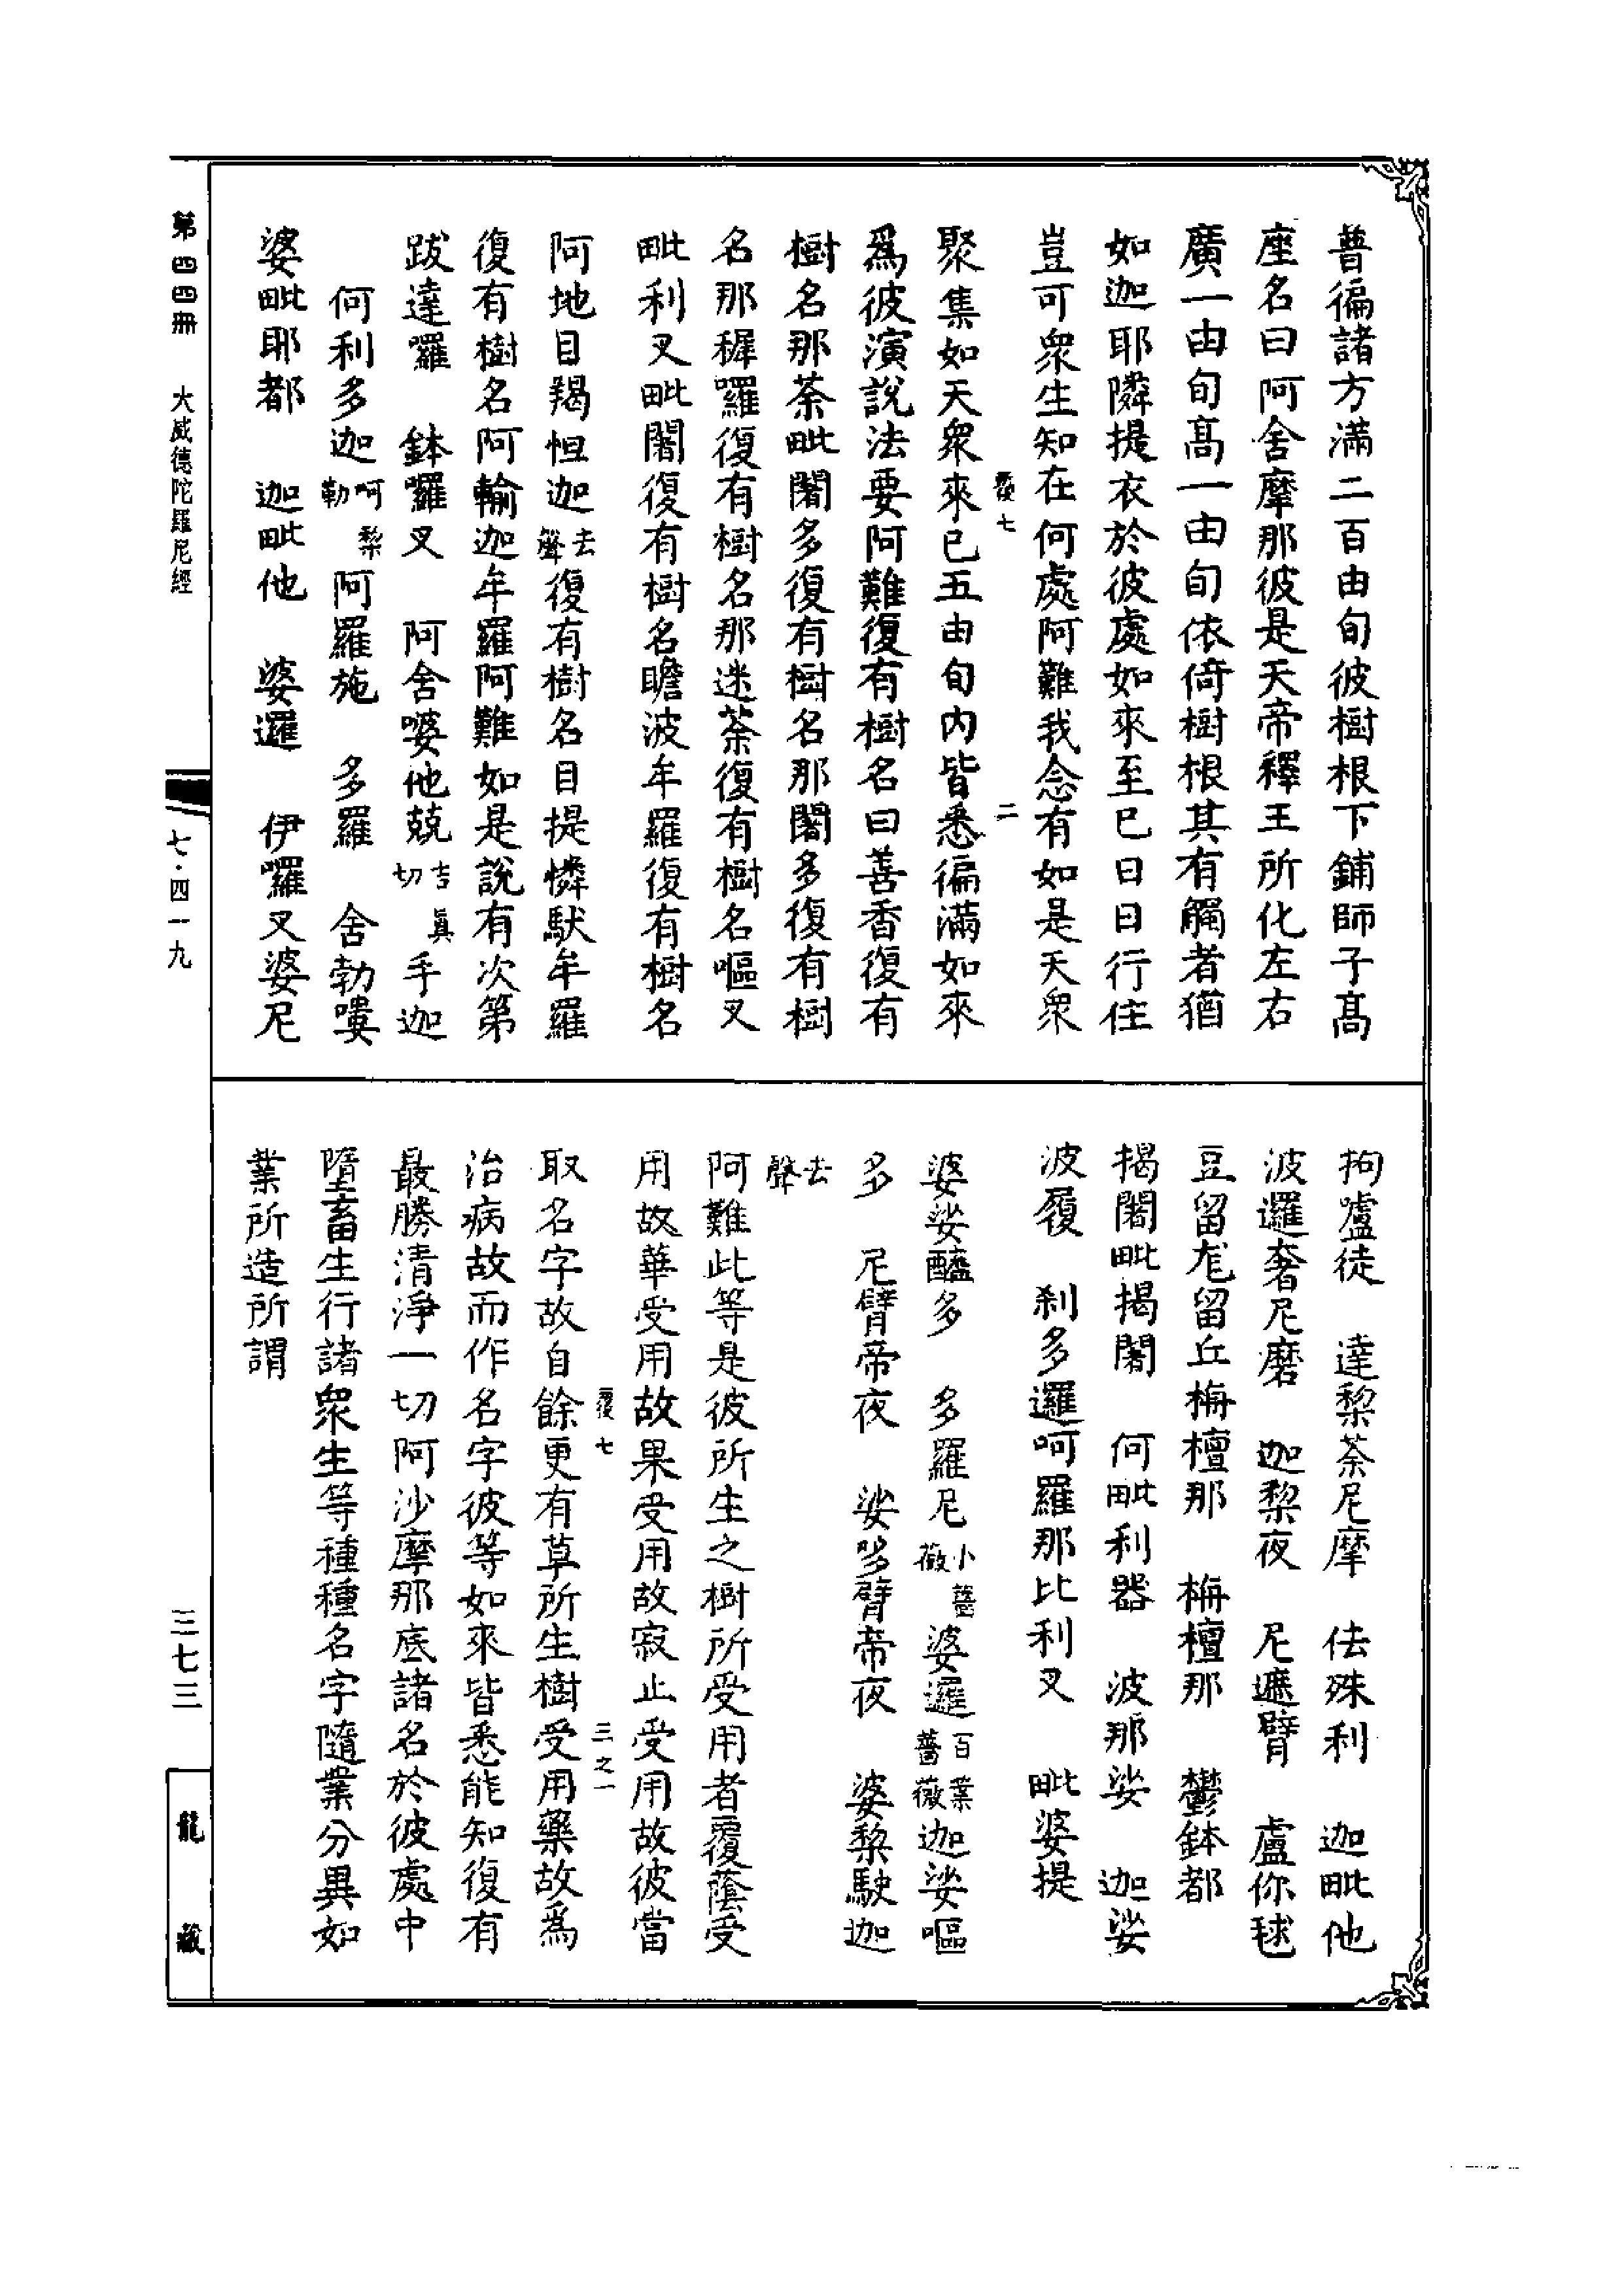 普徧諸方滿二百由旬彼樹根下鋪師子髙
座名曰阿舍摩那彼是天帝釋王所化左右
廣一由旬髙一由旬依倚樹根其有觸者猶
如迦耶隣提衣於彼處如來至已日日行住
豈可衆生知在何處阿難我念有如是天衆
覆七 二
聚集如天衆來已五由旬内皆悉徧滿如來
爲彼演說法要阿難復有樹名曰善香復有
樹名那荼毗闍多復有樹名那闍多復有樹
名那稺囉復有樹名那迷荼復有樹名嘔叉
毗利叉毗闍復有樹名瞻波牟羅復有樹名
阿地目羯怛迦去聲復有樹名目提憐馱牟羅
復有樹名阿輸迦牟羅阿難如是說有次第
跋達囉 鉢囉叉 阿舍婆他兢吉眞切手迦
何利多迦呵黎勒阿羅施 多羅 舍勃嘍
婆毗耶都 迦毗他 婆邏 伊囉叉婆尼
拘盧徒 達黎荼尼摩 佉殊利 迦毗他
波邏奢尼磨 迦犂夜 尼遮臂 盧你毬
豆留尨留丘梅檀那 栴檀那 鬱鉢都
揭闍毗揭闍 何毗利器 波那娑 迦娑
波履 刹多邏呵羅那比利叉 毗婆提
婆娑醯多 多羅尼小薔薇婆邏百葉薔薇迦娑嘔
多 尼臂帝夜 娑哆臂帝夜 婆犂駛迦
去聲
阿難此等是彼所生之樹所受用者覆蔭受
用故華受用故果受用故寂止受用故彼當
覆七 三之一
取名字故自餘更有草所生樹受用藥故爲
治病故而作名字彼等如來皆悉能知復有
最勝清淨一切阿沙摩那底諸名於彼處中
墮畜生行諸衆生等種種名字隨業分異如
業所造所謂
第四四册 大威德陀羅尼經
七·四一九
三七三
龍藏